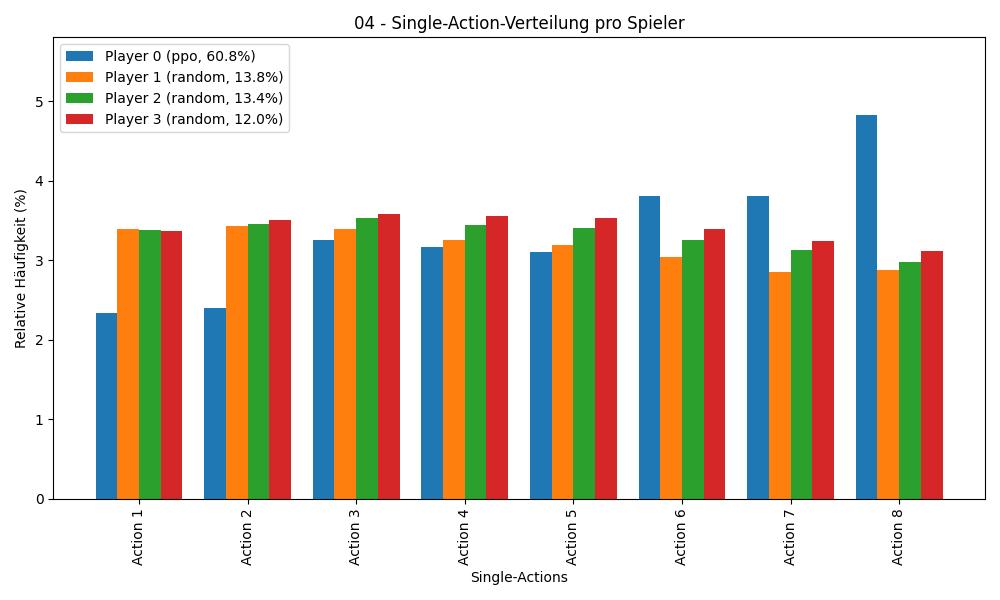 04 - Single-Action-Verteilung pro Spieler
Player 0 (ppo, 60.8%)
Player 1 (random, 13.8%)
Player 2 (random, 13.4%)
Player 3 (random, 12.0%)
Relative Häufigkeit (%)
5
4
3
2
1
0
Action 1
Action 2
Action 3
Action 4
Action 5
Action 6
Action 7
Action 8
Single-Actions